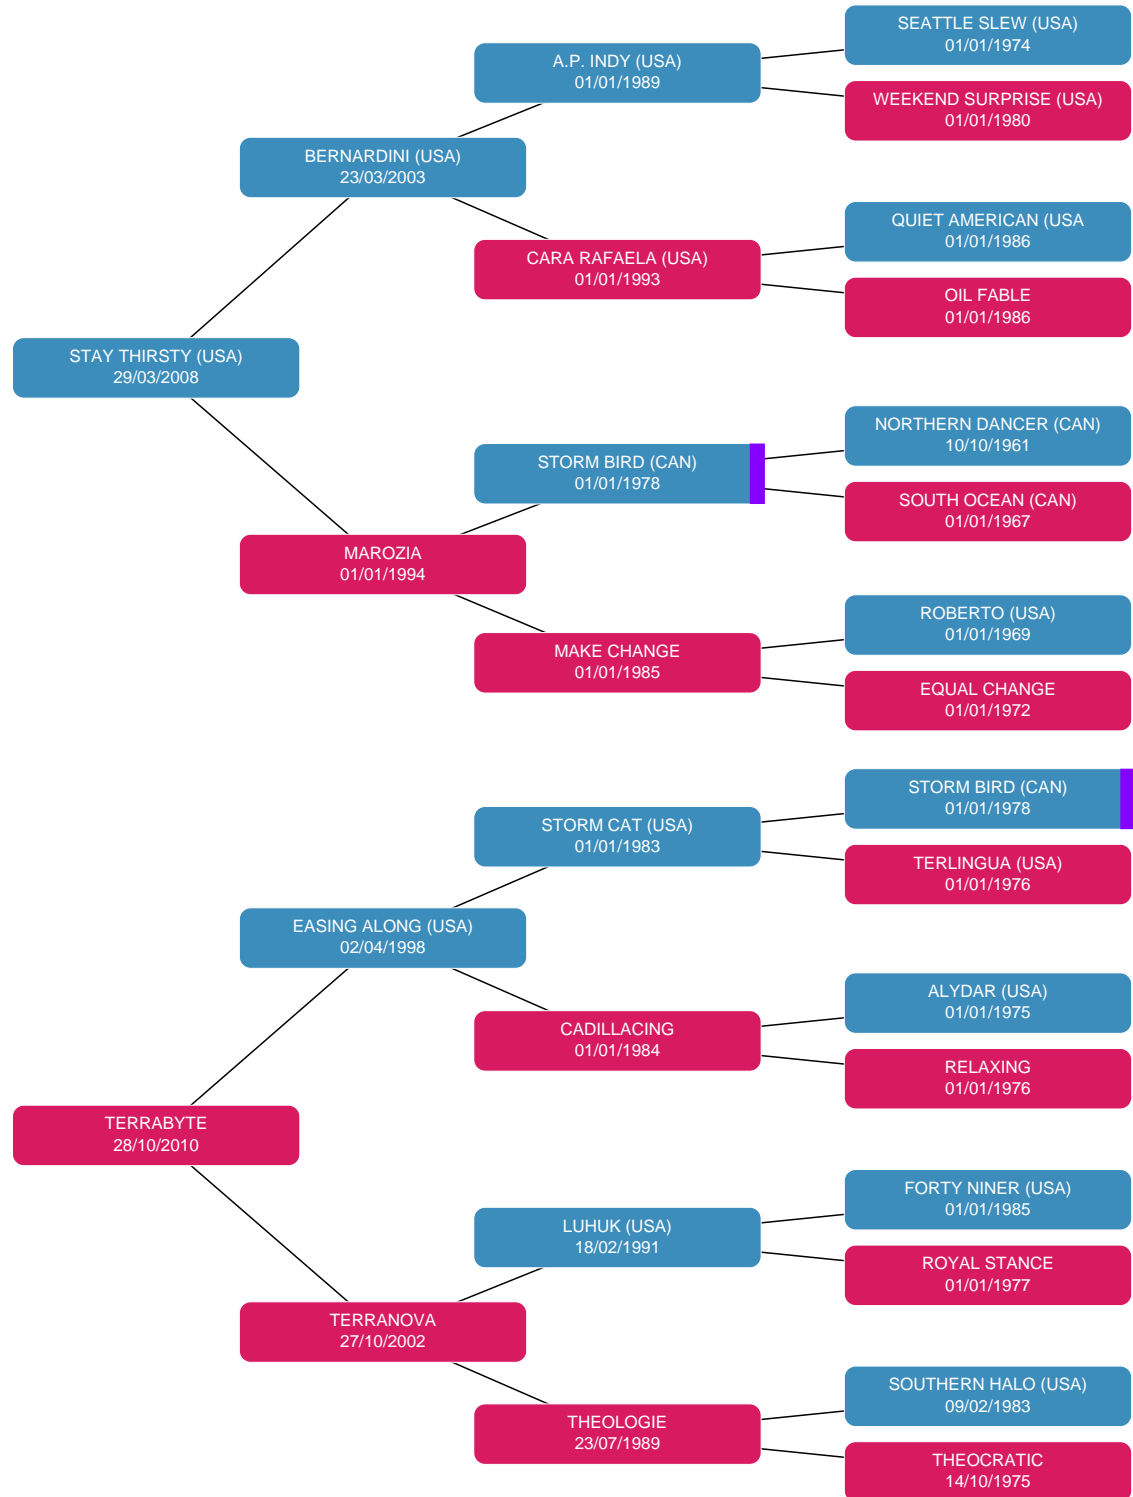 SEATTLE SLEW (USA)
01/01/1974
A.P. INDY (USA)
01/01/1989
WEEKEND SURPRISE (USA)
01/01/1980
BERNARDINI (USA)
23/03/2003
QUIET AMERICAN (USA
01/01/1986
CARA RAFAELA (USA)
01/01/1993
OIL FABLE
01/01/1986
STAY THIRSTY (USA)
29/03/2008
NORTHERN DANCER (CAN)
10/10/1961
STORM BIRD (CAN)
01/01/1978
SOUTH OCEAN (CAN)
01/01/1967
MAROZIA
01/01/1994
ROBERTO (USA)
01/01/1969
MAKE CHANGE
01/01/1985
EQUAL CHANGE
01/01/1972
STORM BIRD (CAN)
01/01/1978
STORM CAT (USA)
01/01/1983
TERLINGUA (USA)
01/01/1976
EASING ALONG (USA)
02/04/1998
ALYDAR (USA)
01/01/1975
CADILLACING
01/01/1984
RELAXING
01/01/1976
TERRABYTE
28/10/2010
FORTY NINER (USA)
01/01/1985
LUHUK (USA)
18/02/1991
ROYAL STANCE
01/01/1977
TERRANOVA
27/10/2002
SOUTHERN HALO (USA)
09/02/1983
THEOLOGIE
23/07/1989
THEOCRATIC
14/10/1975